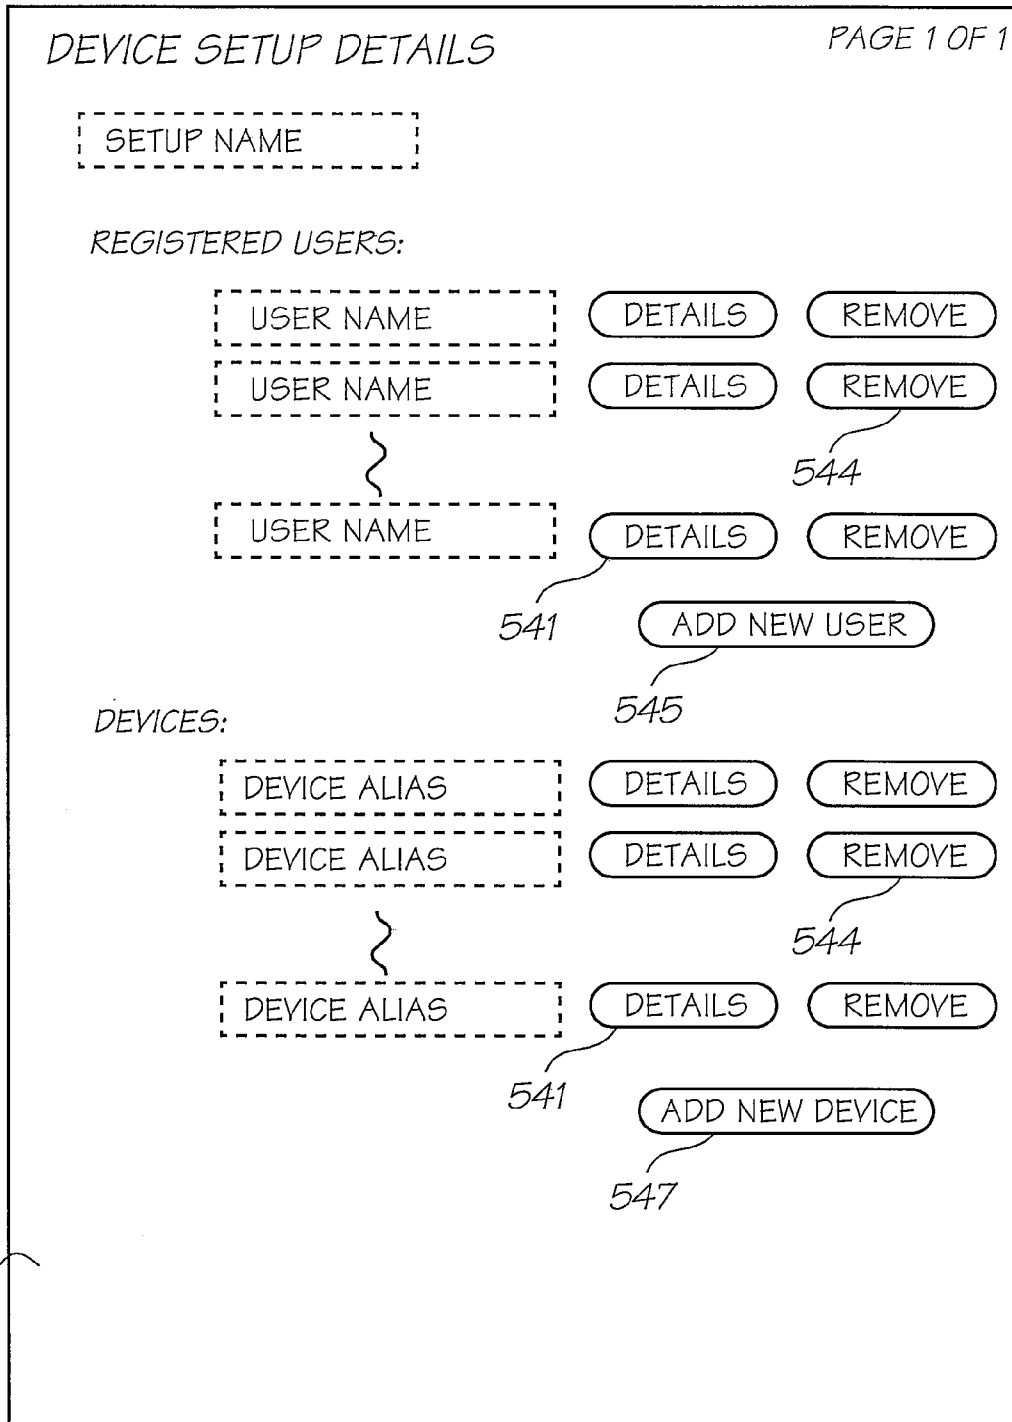 DEVICE SETUP DETAILS PAGE 1 OF 1
SETUP NAME
REGISTERED USERS:
USER NAME DETAILS REMOVE
USER NAME DETAILS REMOVE
544
USER NAME DETAILS REMOVE
541 ADD NEW USER
545
DEVICES:
DEVICE ALIAS DETAILS REMOVE
DEVICE ALIAS DETAILS REMOVE
544
DEVICE ALIAS DETAILS REMOVE
541 ADD NEW DEVICE
547